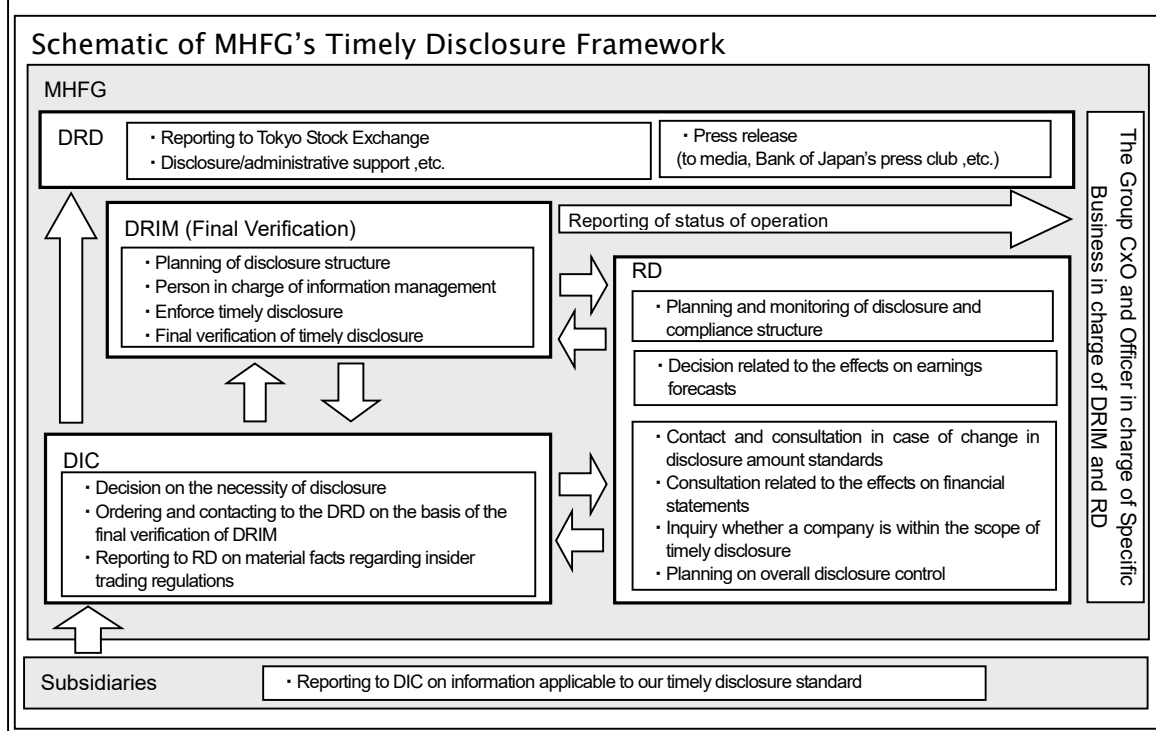 Schematic of MHFG's Timely Disclosure Framework
MHFG
DRD
・Reporting to Tokyo Stock Exchange
・Disclosure/administrative support ,etc.
・Press release
(to media, Bank of Japan's press club ,etc.)
The Group CxO and Officer in charge of Specific
Business in charge of DRIM and RD
DRIM (Final Verification)
・Planning of disclosure structure
・Person in charge of information management
・Enforce timely disclosure
・Final verification of timely disclosure
Reporting of status of operation
RD
・Planning and monitoring of disclosure and
compliance structure
・Decision related to the effects on earnings
forecasts
・Contact and consultation in case of change in
disclosure amount standards
・Consultation related to the effects on financial
statements
・Inquiry whether a company is within the scope of
timely disclosure
・Planning on overall disclosure control
DIC
・Decision on the necessity of disclosure
・Ordering and contacting to the DRD on the basis of the
final verification of DRIM
・Reporting to RD on material facts regarding insider
trading regulations
Subsidiaries
・Reporting to DIC on information applicable to our timely disclosure standard